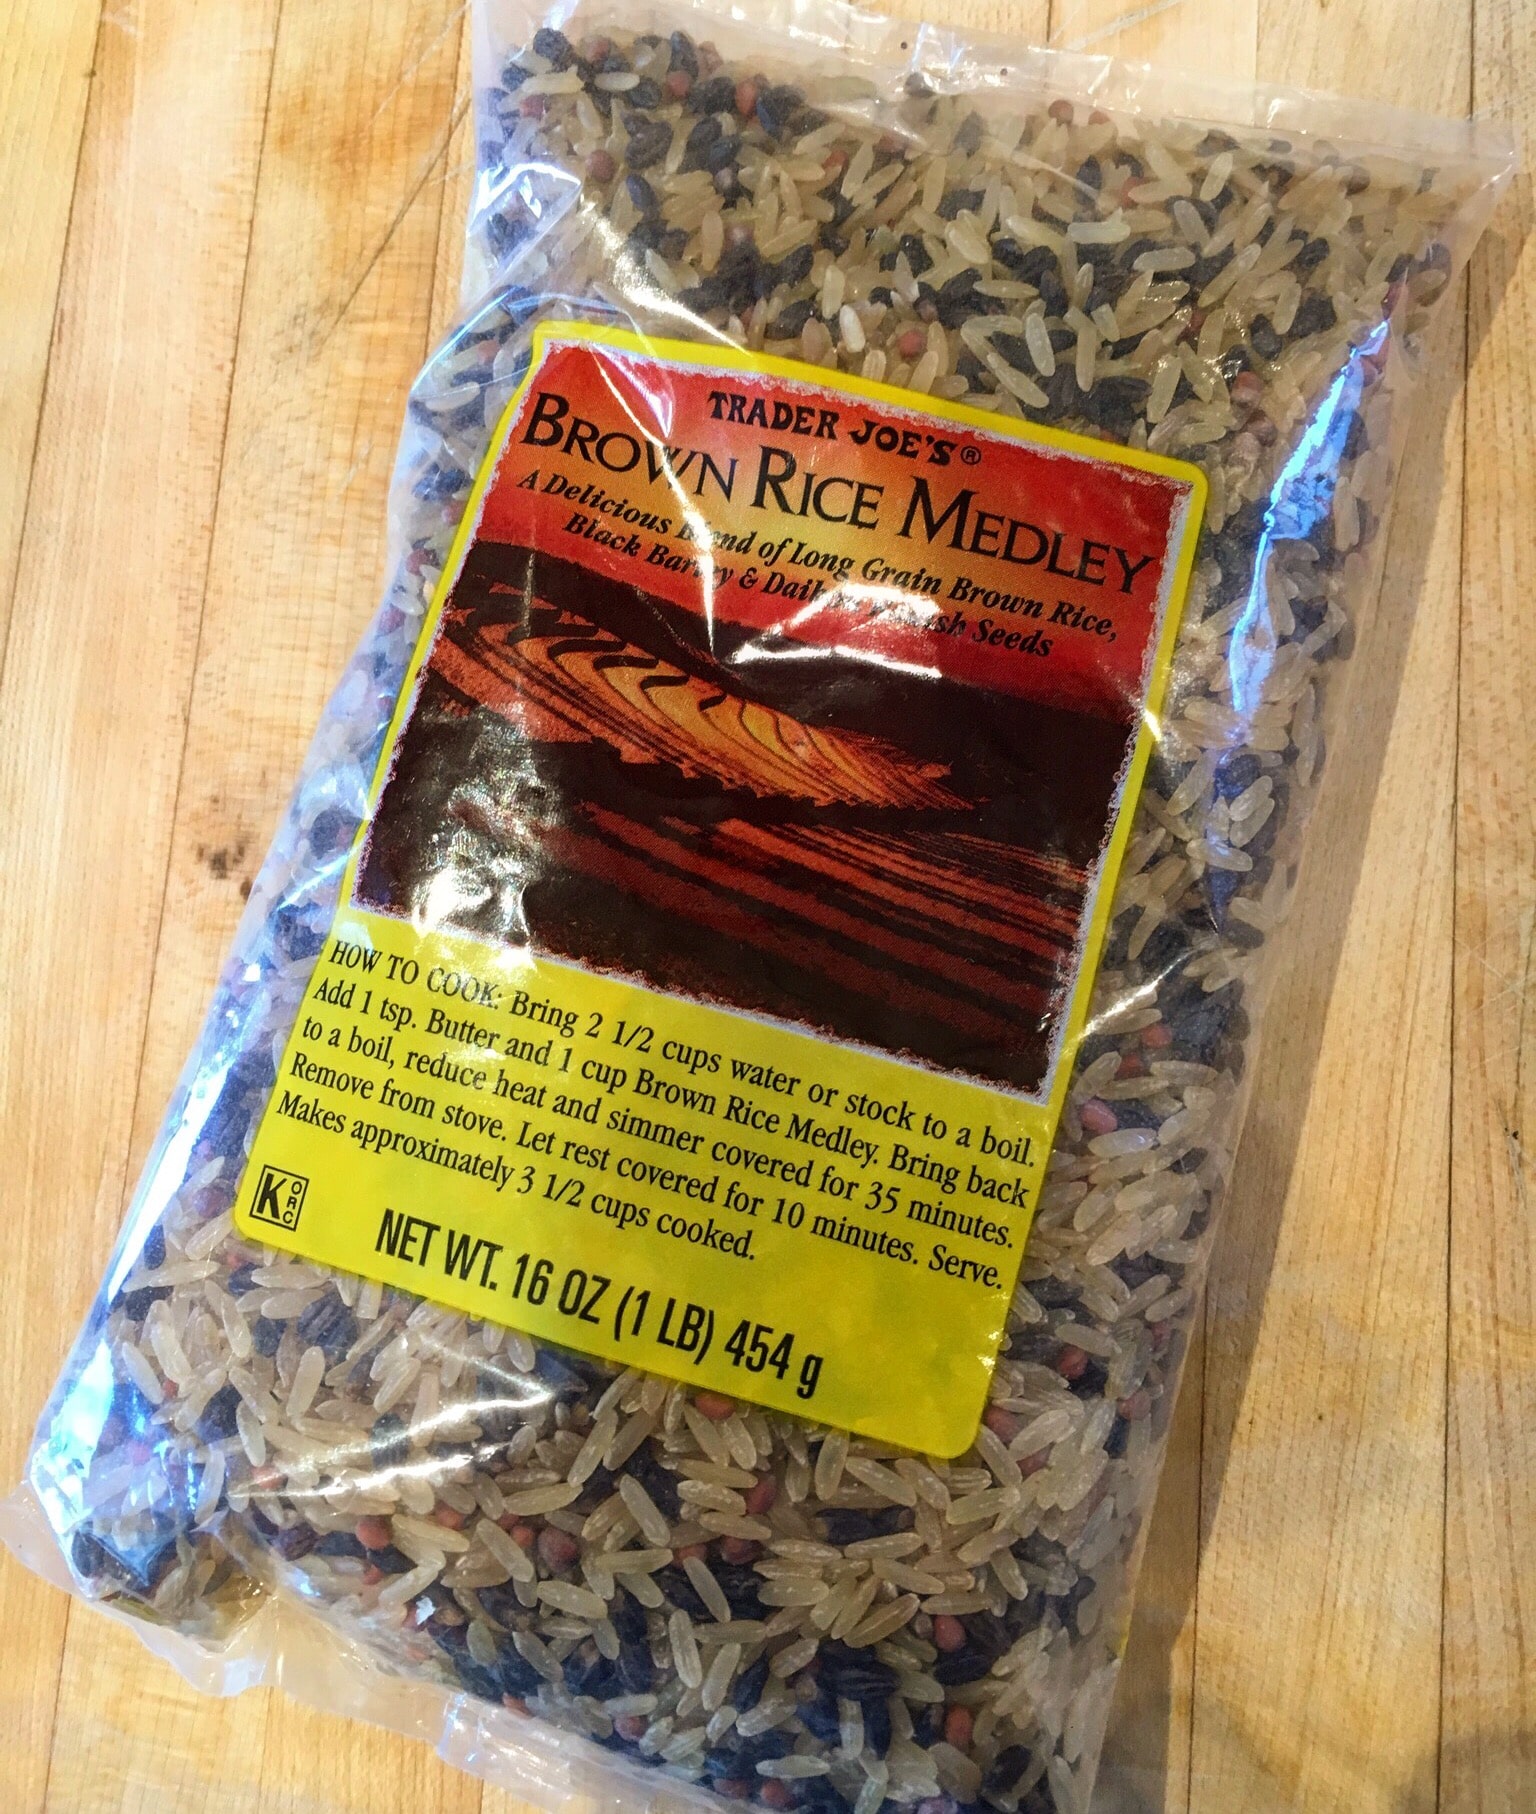 TRADER JOE'S®
BROWN RICE MEDLEY
A Delicious Blend of Long Grain Brown Rice,
Black Barley & Daikon Radish Seeds
HOW TO COOK: Bring 2 1/2 cups water or stock to a boil.
Add 1 tsp. Butter and 1 cup Brown Rice Medley. Bring back
to a boil, reduce heat and simmer covered for 35 minutes.
Remove from stove. Let rest covered for 10 minutes. Serve.
Makes approximately 3 1/2 cups cooked.
K ORC
NET WT. 16 OZ (1 LB) 454 g